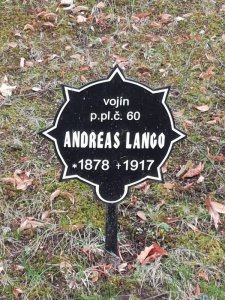 vojín
p.pl.č. 60
ANDREAS LANGO
*1878 +1917